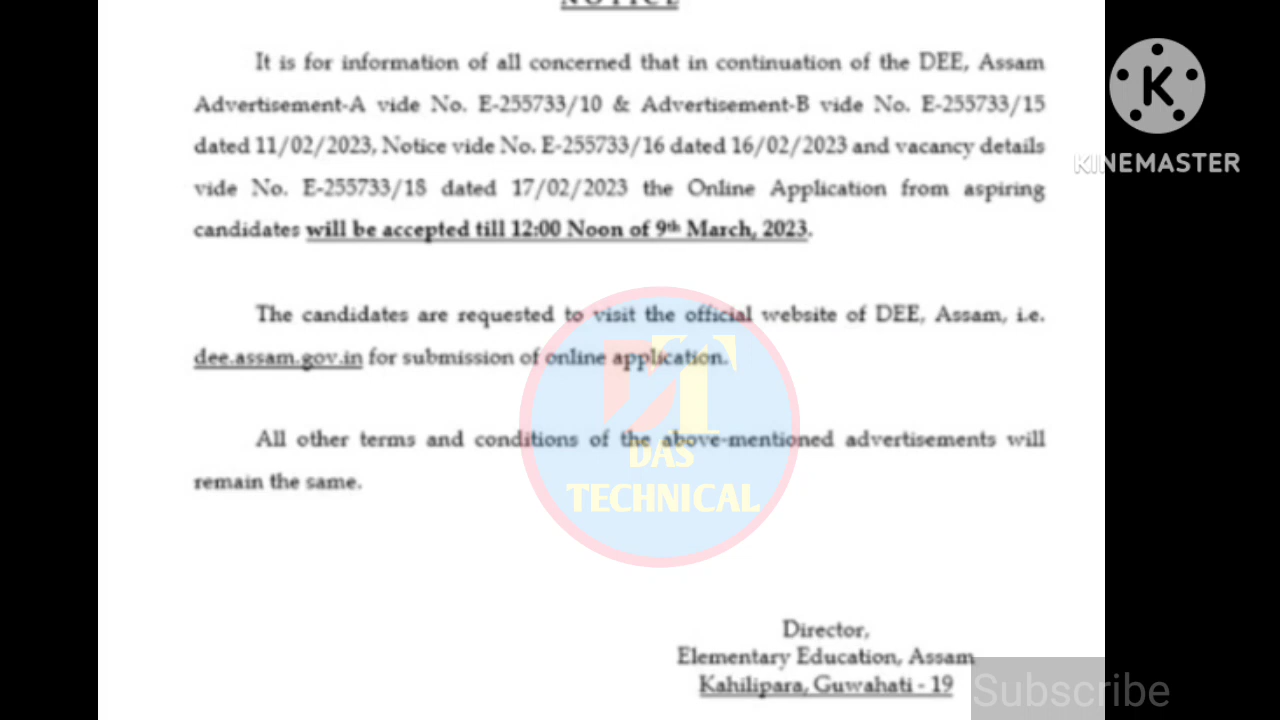 NOTICE
It is for information of all concerned that in continuation of the DEE, Assam
Advertisement-A vide No. E-255733/10 & Advertisement-B vide No. E-255733/15
dated 11/02/2023, Notice vide No. E-255733/16 dated 16/02/2023 and vacancy details
vide No. E-255733/18 dated 17/02/2023 the Online Application from aspiring
candidates will be accepted till 12:00 Noon of 9th March, 2023.
The candidates are requested to visit the official website of DEE, Assam, i.e.
dee.assam.gov.in for submission of online application.
All other terms and conditions of the above-mentioned advertisements will
remain the same.
Director,
Elementary Education, Assam
Kahilipara, Guwahati - 19
DT
DAS
TECHNICAL
K
KINEMASTER
Subscribe